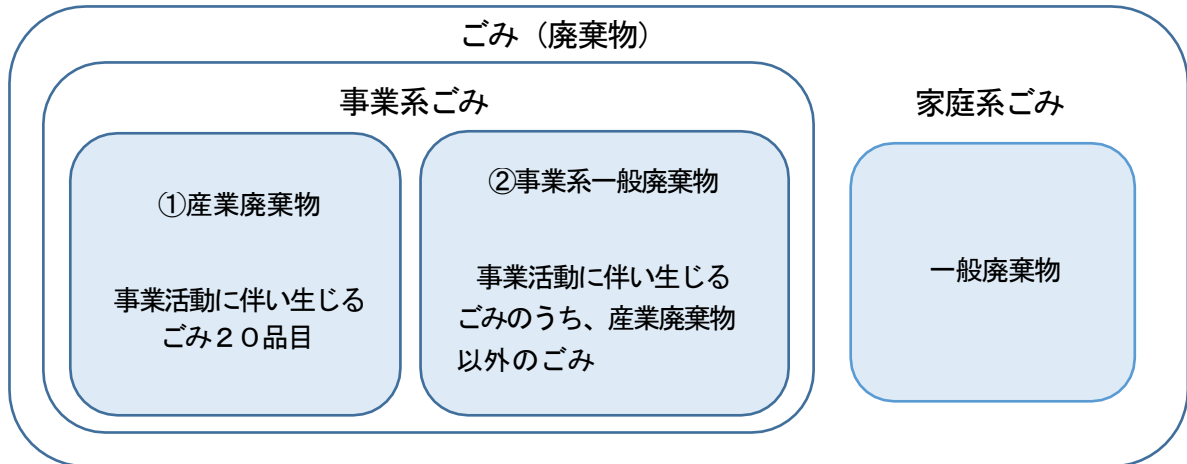 ごみ（廃棄物）
事業系ごみ
①産業廃棄物
事業活動に伴い生じる
ごみ２０品目
②事業系一般廃棄物
事業活動に伴い生じる
ごみのうち、産業廃棄物
以外のごみ
家庭系ごみ
一般廃棄物